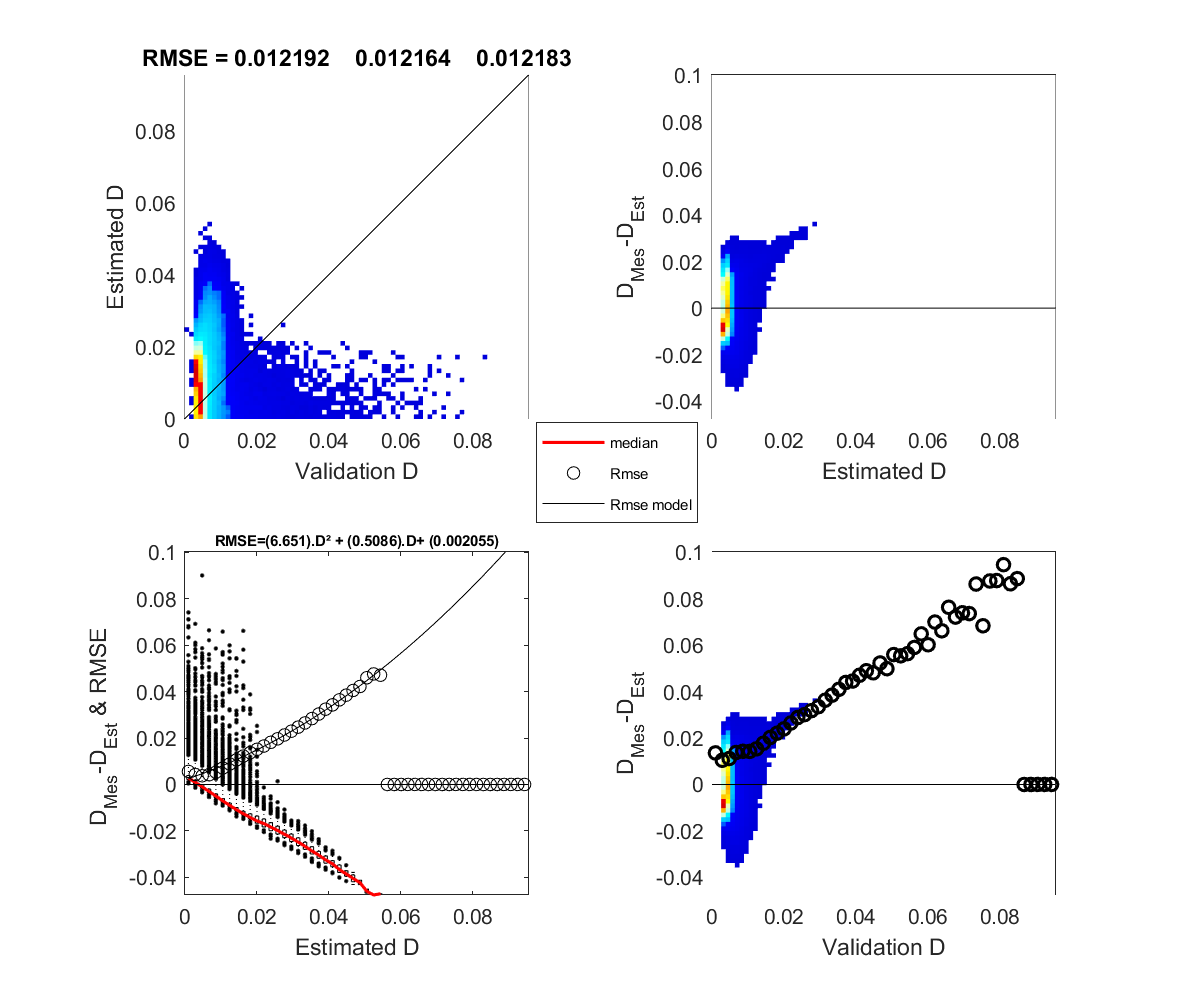 RMSE = 0.012192 0.012164 0.012183
0.08
0.06
0.04
0.02
0
0 0.02 0.04 0.06 0.08
Estimated D
Validation D
0.1
0.08
0.06
0.04
0.02
0
-0.02
-0.04
0 0.02 0.04 0.06 0.08
D_Mes-D_Est
Estimated D
median
Rmse
Rmse model
RMSE=(6.651).D² + (0.5086).D+ (0.002055)
0.1
0.08
0.06
0.04
0.02
0
-0.02
-0.04
0 0.02 0.04 0.06 0.08
D_Mes-D_Est & RMSE
Estimated D
0.1
0.08
0.06
0.04
0.02
0
-0.02
-0.04
0 0.02 0.04 0.06 0.08
D_Mes-D_Est
Validation D